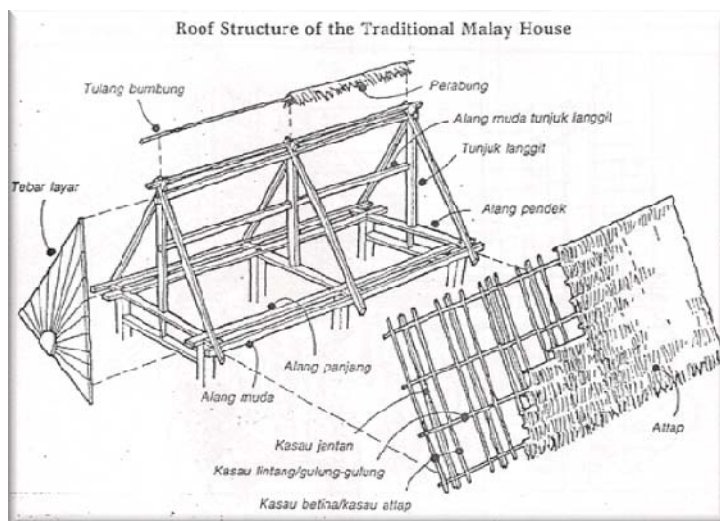 Roof Structure of the Traditional Malay House
Tulang bumbung
Perabung
Alang muda tunjuk langgit
Tunjuk langgit
Tebar layar
Alang pendek
Alang panjang
Alang muda
Kasau jentan
Kasau lintang/gulung-gulung
Kasau betina/kasau attap
Attap